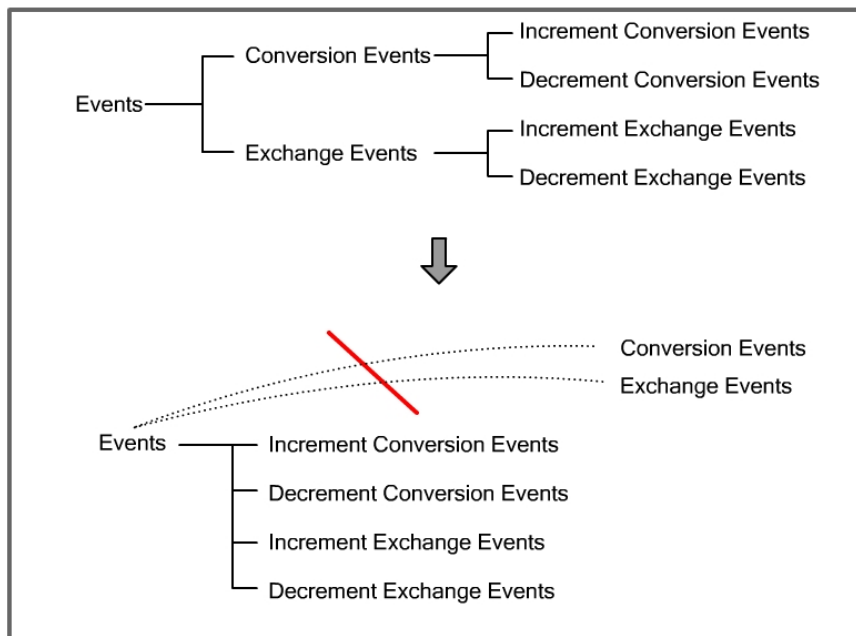 Increment Conversion Events
Conversion Events
Decrement Conversion Events
Events
Increment Exchange Events
Exchange Events
Decrement Exchange Events
Conversion Events
Exchange Events
Events
Increment Conversion Events
Decrement Conversion Events
Increment Exchange Events
Decrement Exchange Events